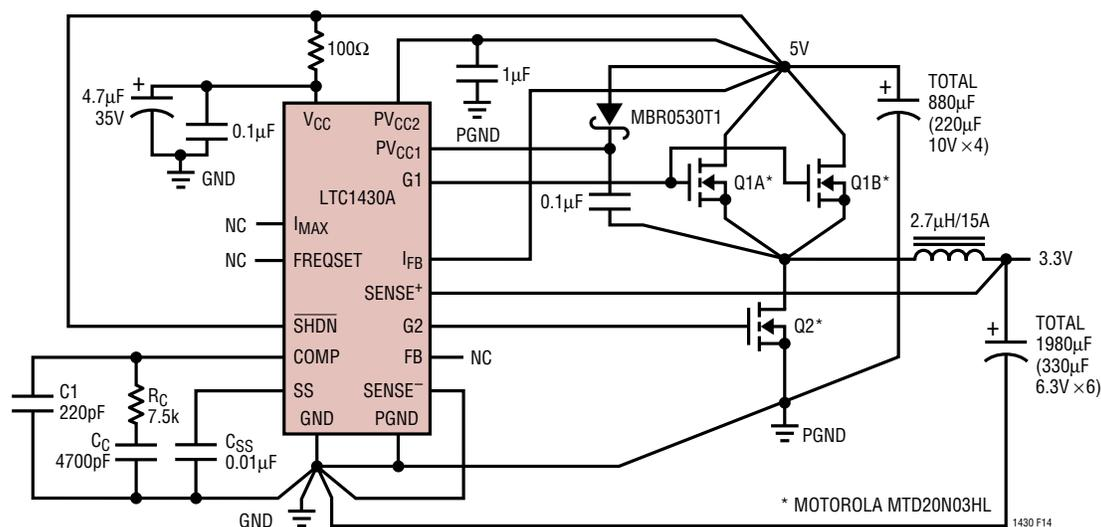 100Ω
5V
1μF
4.7μF
35V
0.1μF
TOTAL
880μF
(220μF
10V ×4)
MBR0530T1
PGND
GND
VCC
PVCC2
PVCC1
G1
LTC1430A
Q1A*
Q1B*
0.1μF
2.7μH/15A
NC
IMAX
NC
FREQSET
IFB
3.3V
SENSE+
SHDN
G2
Q2*
TOTAL
1980μF
(330μF
6.3V ×6)
COMP
FB
NC
C1
220pF
RC
7.5k
SS
SENSE–
GND
PGND
CC
4700pF
CSS
0.01μF
PGND
GND
* MOTOROLA MTD20N03HL
1430 F14